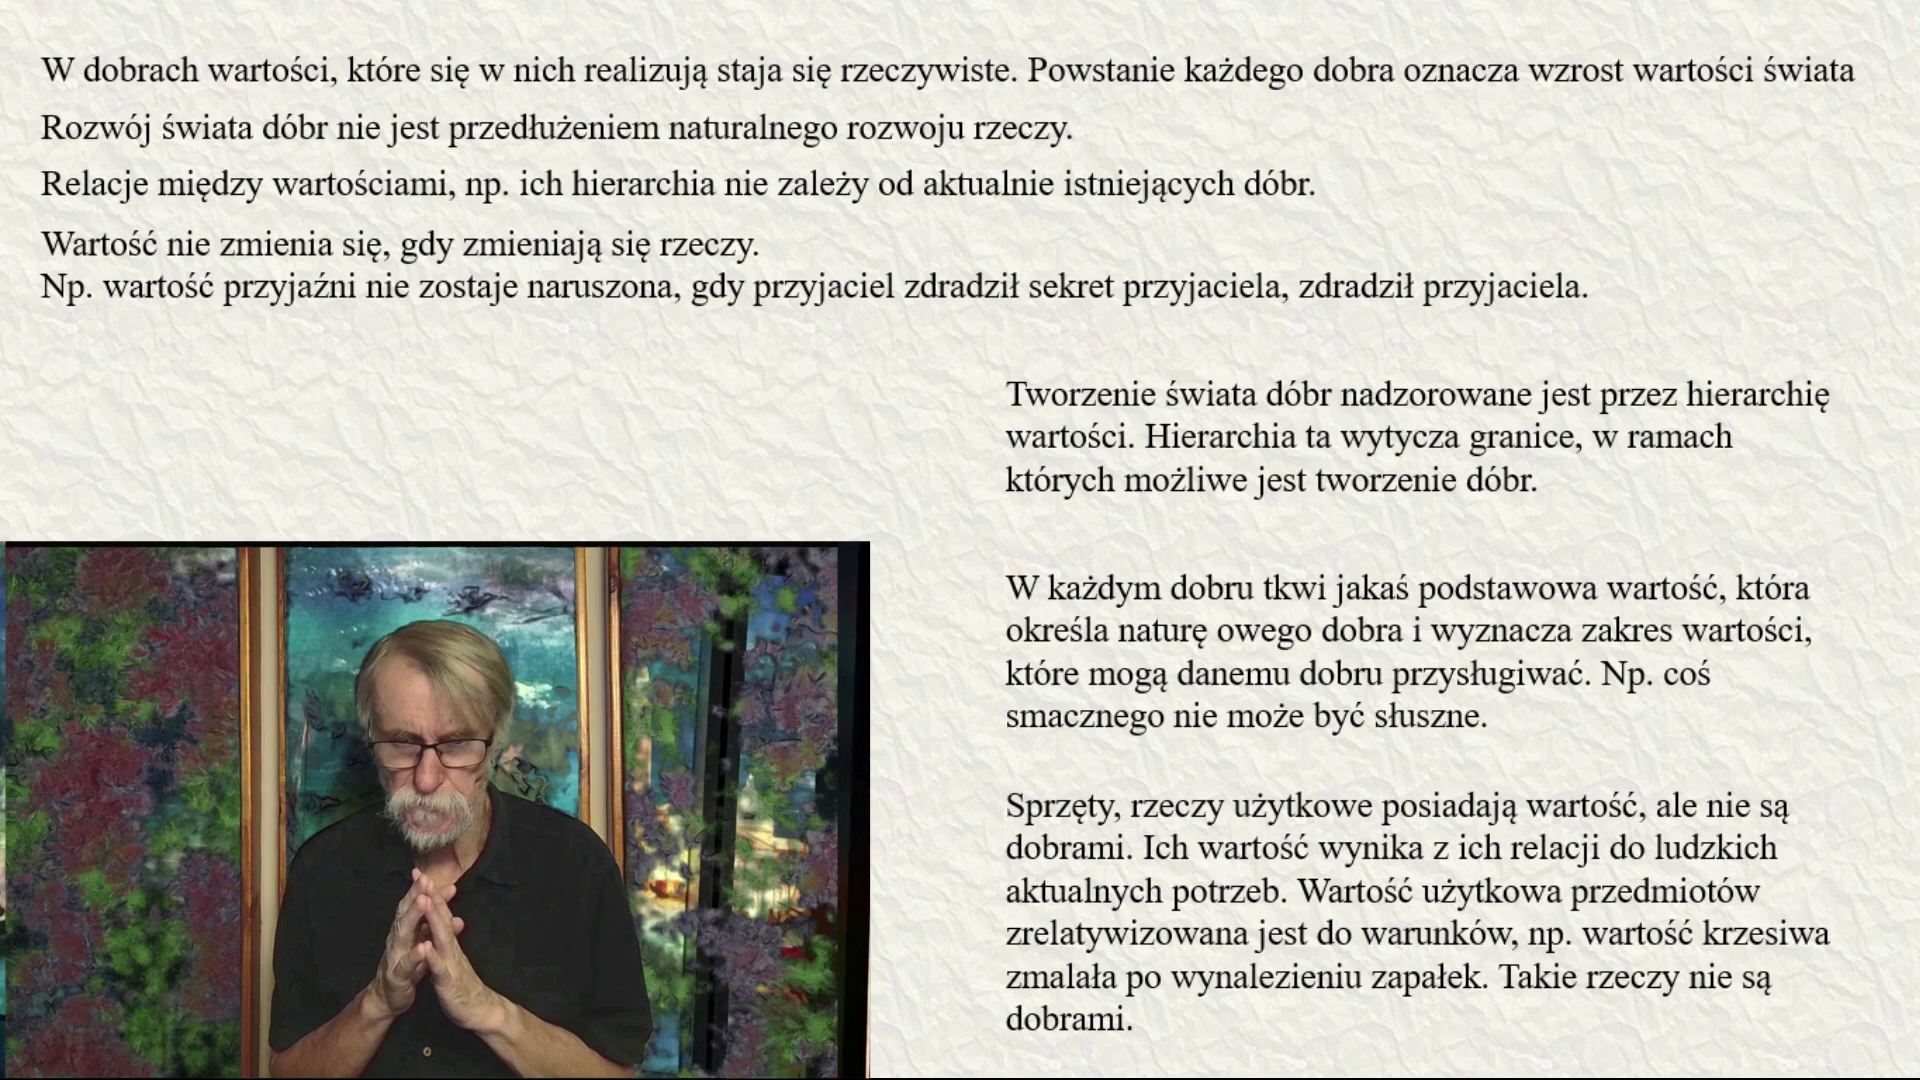 W dobrach wartości, które się w nich realizują staja się rzeczywiste. Powstanie każdego dobra oznacza wzrost wartości świata
Rozwój świata dóbr nie jest przedłużeniem naturalnego rozwoju rzeczy.
Relacje między wartościami, np. ich hierarchia nie zależy od aktualnie istniejących dóbr.
Wartość nie zmienia się, gdy zmieniają się rzeczy.
Np. wartość przyjaźni nie zostaje naruszona, gdy przyjaciel zdradził sekret przyjaciela, zdradził przyjaciela.
Tworzenie świata dóbr nadzorowane jest przez hierarchię
wartości. Hierarchia ta wytycza granice, w ramach
których możliwe jest tworzenie dóbr.
W każdym dobru tkwi jakaś podstawowa wartość, która
określa naturę owego dobra i wyznacza zakres wartości,
które mogą danemu dobru przysługiwać. Np. coś
smacznego nie może być słuszne.
Sprzęty, rzeczy użytkowe posiadają wartość, ale nie są
dobrami. Ich wartość wynika z ich relacji do ludzkich
aktualnych potrzeb. Wartość użytkowa przedmiotów
zrelatywizowana jest do warunków, np. wartość krzesiwa
zmalała po wynalezieniu zapałek. Takie rzeczy nie są
dobrami.